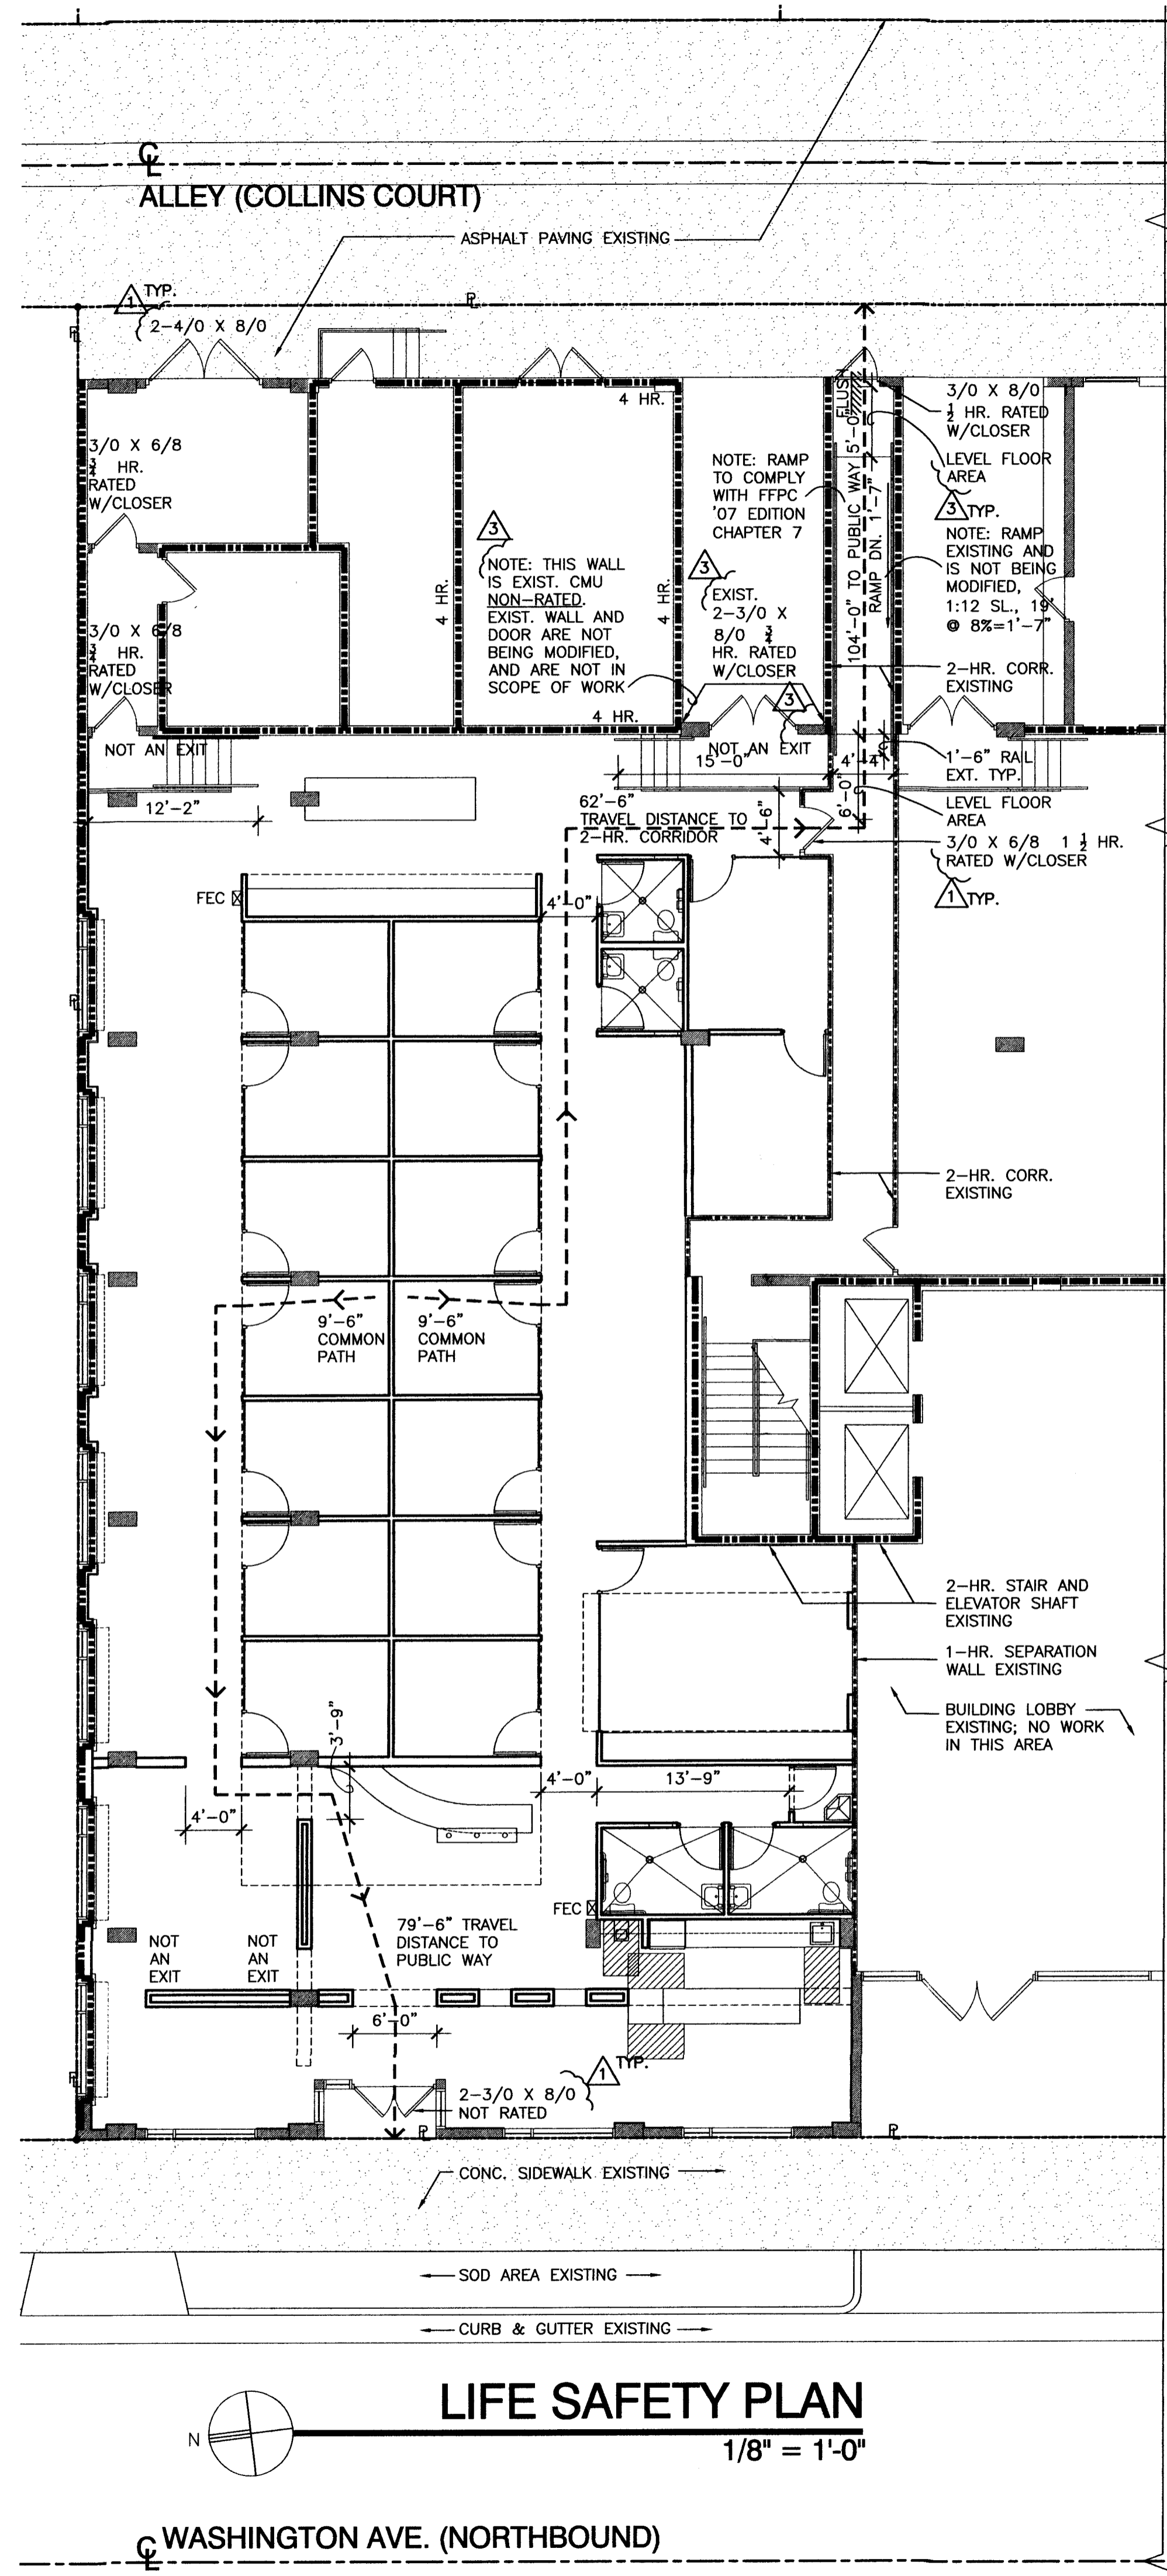 ALLEY (COLLINS COURT)
ASPHALT PAVING EXISTING
1
TYP.
2-4/0 X 8/0
3/0 X 6/8
3/4 HR.
RATED
W/CLOSER
3/0 X 6/8
3/4 HR.
RATED
W/CLOSER
NOT AN EXIT
12'-2"
4 HR.
4 HR.
4 HR.
4 HR.
3
NOTE: THIS WALL
IS EXIST. CMU
NON-RATED.
EXIST. WALL AND
DOOR ARE NOT
BEING MODIFIED,
AND ARE NOT IN
SCOPE OF WORK
NOTE: RAMP
TO COMPLY
WITH FFPC
'07 EDITION
CHAPTER 7
3
EXIST.
2-3/0 X
8/0 3/4
HR. RATED
W/CLOSER
3
NOT AN EXIT
15'-0"
4'-4"
FLUSH
5'-0"
104'-0" TO PUBLIC WAY
RAMP DN. 1'-7"
3/0 X 8/0
1/2 HR. RATED
W/CLOSER
LEVEL FLOOR
AREA
3
TYP.
NOTE: RAMP
EXISTING AND
IS NOT BEING
MODIFIED,
1:12 SL., 19'
@ 8%=1'-7"
2-HR. CORR.
EXISTING
1'-6" RAIL
EXT. TYP.
LEVEL FLOOR
AREA
3/0 X 6/8 1 1/2 HR.
RATED W/CLOSER
1
TYP.
62'-6"
TRAVEL DISTANCE TO
2-HR. CORRIDOR
4'-6"
6'-0"
FEC
4'-0"
2-HR. CORR.
EXISTING
9'-6"
COMMON
PATH
9'-6"
COMMON
PATH
2-HR. STAIR AND
ELEVATOR SHAFT
EXISTING
1-HR. SEPARATION
WALL EXISTING
BUILDING LOBBY
EXISTING; NO WORK
IN THIS AREA
3'-9"
4'-0"
13'-9"
4'-0"
FEC
79'-6" TRAVEL
DISTANCE TO
PUBLIC WAY
NOT
AN
EXIT
NOT
AN
EXIT
6'-0"
1
TYP.
2-3/0 X 8/0
NOT RATED
CONC. SIDEWALK EXISTING
SOD AREA EXISTING
CURB & GUTTER EXISTING
LIFE SAFETY PLAN
N
1/8" = 1'-0"
WASHINGTON AVE. (NORTHBOUND)